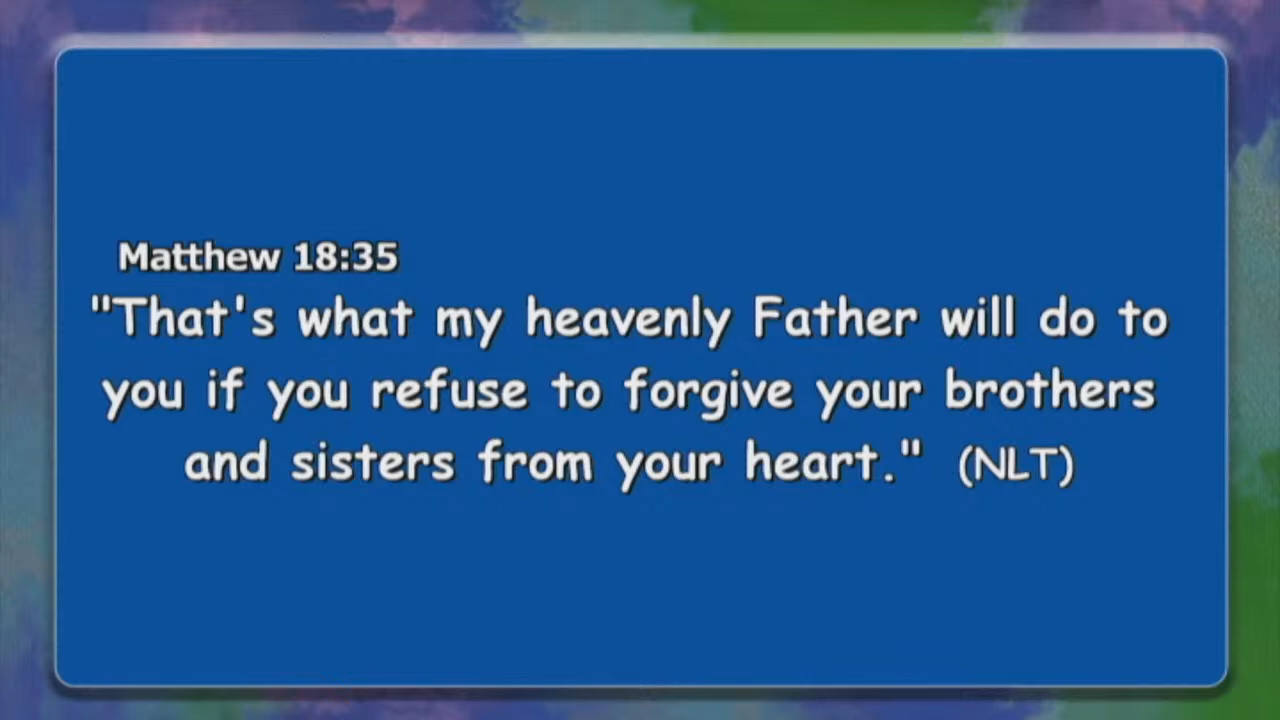 Matthew 18:35
"That's what my heavenly Father will do to
you if you refuse to forgive your brothers
and sisters from your heart." (NLT)